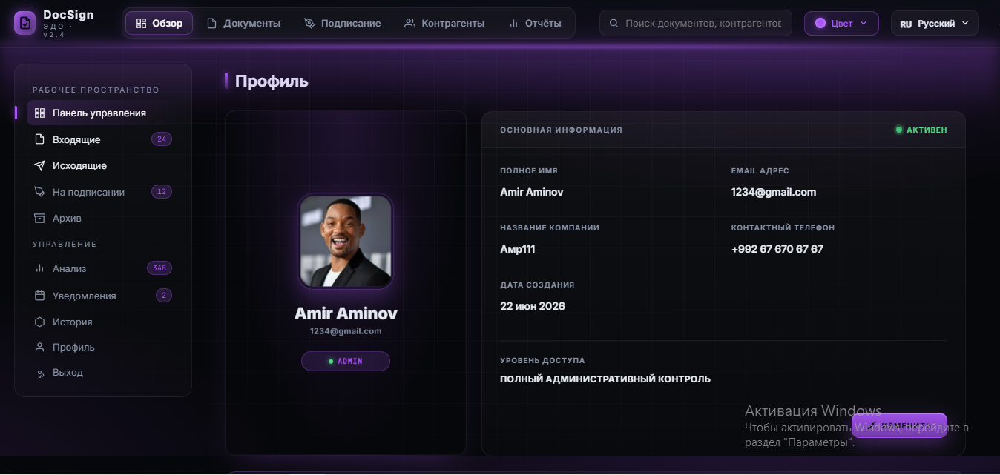 DocSign
ЭДО ·
v2.4
Обзор
Документы
Подписание
Контрагенты
Отчёты
Поиск документов, контрагентов
Цвет
RU Русский
РАБОЧЕЕ ПРОСТРАНСТВО
Панель управления
Входящие 24
Исходящие
На подписании 12
Архив
УПРАВЛЕНИЕ
Анализ 348
Уведомления 2
История
Профиль
Выход
Профиль
Amir Aminov
1234@gmail.com
ADMIN
ОСНОВНАЯ ИНФОРМАЦИЯ
АКТИВЕН
ПОЛНОЕ ИМЯ
Amir Aminov
EMAIL АДРЕС
1234@gmail.com
НАЗВАНИЕ КОМПАНИИ
Амр111
КОНТАКТНЫЙ ТЕЛЕФОН
+992 67 670 67 67
ДАТА СОЗДАНИЯ
22 июн 2026
УРОВЕНЬ ДОСТУПА
ПОЛНЫЙ АДМИНИСТРАТИВНЫЙ КОНТРОЛЬ
ИЗМЕНИТЬ
Активация Windows
Чтобы активировать Windows, перейдите в
раздел "Параметры".